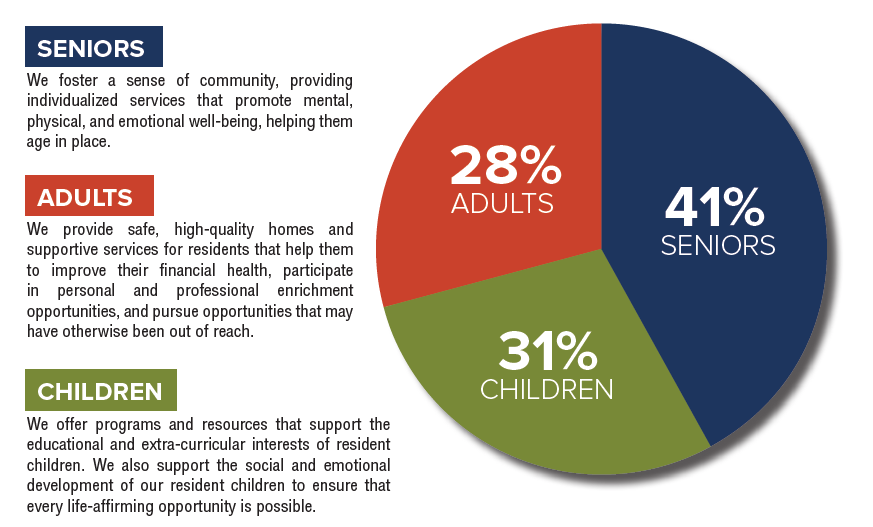 SENIORS
We foster a sense of community, providing
individualized services that promote mental,
physical, and emotional well-being, helping them
age in place.
ADULTS
We provide safe, high-quality homes and
supportive services for residents that help them
to improve their financial health, participate
in personal and professional enrichment
opportunities, and pursue opportunities that may
have otherwise been out of reach.
CHILDREN
We offer programs and resources that support the
educational and extra-curricular interests of resident
children. We also support the social and emotional
development of our resident children to ensure that
every life-affirming opportunity is possible.
28%
ADULTS
41%
SENIORS
31%
CHILDREN